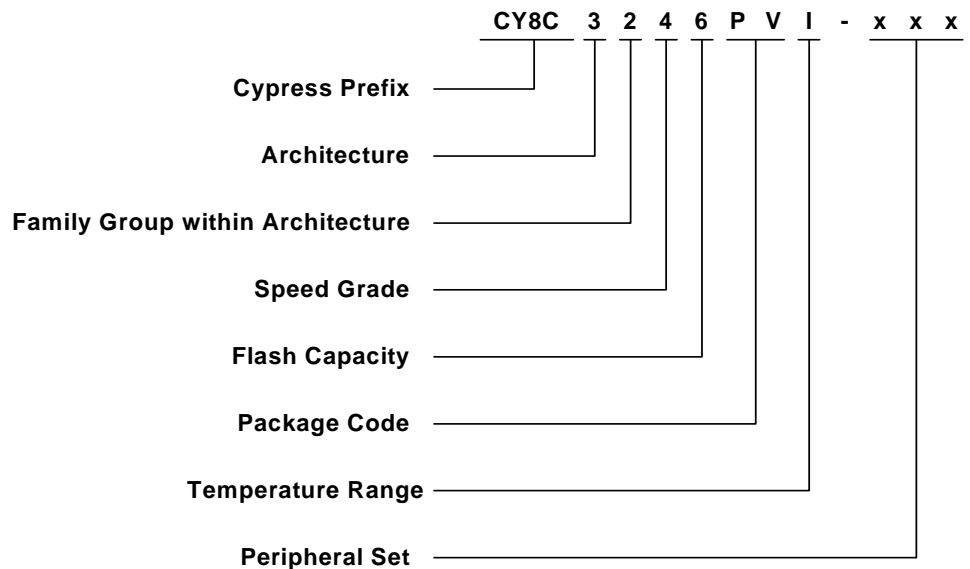 CY8C 3 2 4 6 P V I - x x x
Cypress Prefix
Architecture
Family Group within Architecture
Speed Grade
Flash Capacity
Package Code
Temperature Range
Peripheral Set